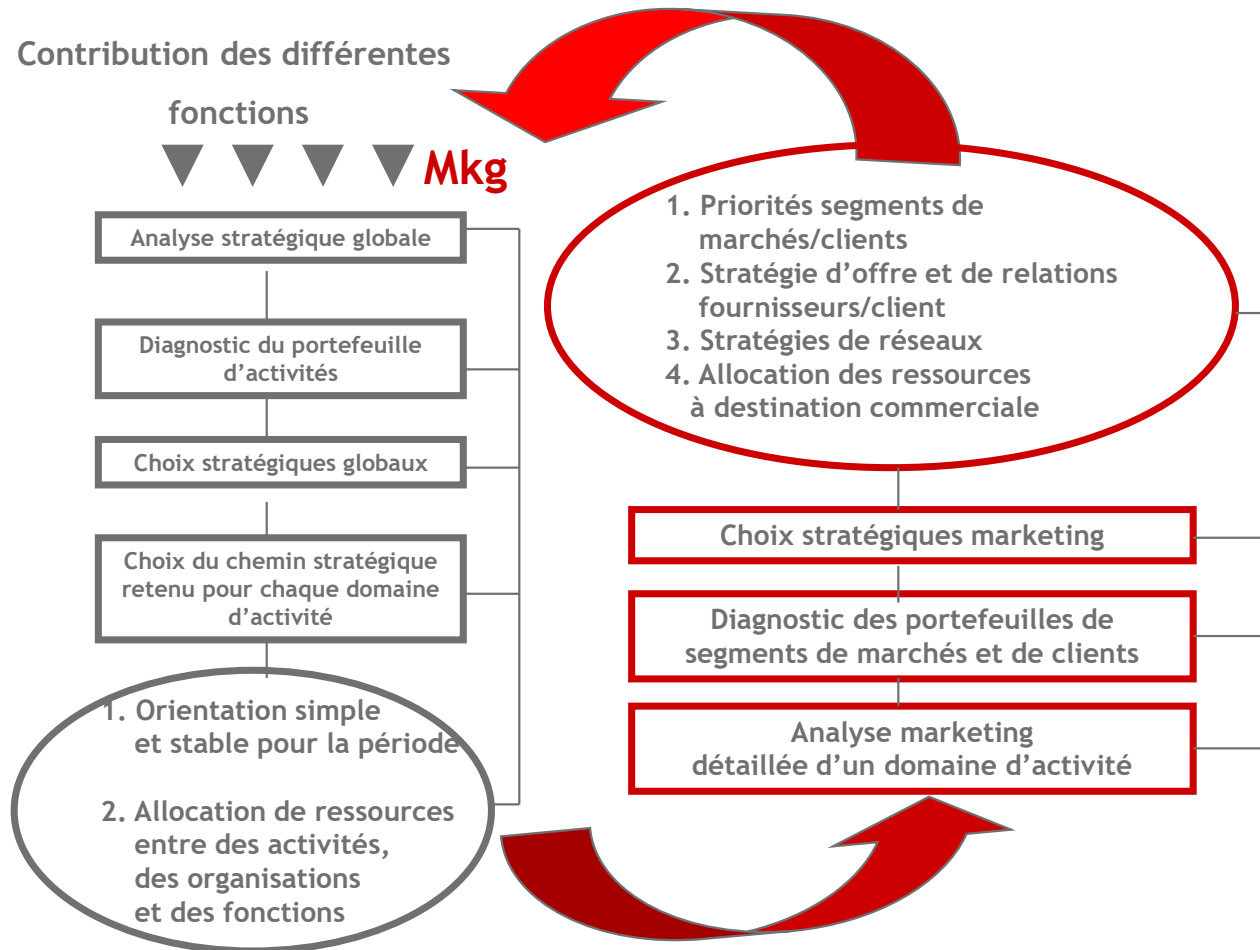 Contribution des différentes
fonctions
Mkg
Analyse stratégique globale
Diagnostic du portefeuille
d’activités
Choix stratégiques globaux
Choix du chemin stratégique
retenu pour chaque domaine
d’activité
1. Orientation simple
et stable pour la période
2. Allocation de ressources
entre des activités,
des organisations
et des fonctions
1. Priorités segments de
marchés/clients
2. Stratégie d’offre et de relations
fournisseurs/client
3. Stratégies de réseaux
4. Allocation des ressources
à destination commerciale
Choix stratégiques marketing
Diagnostic des portefeuilles de
segments de marchés et de clients
Analyse marketing
détaillée d’un domaine d’activité